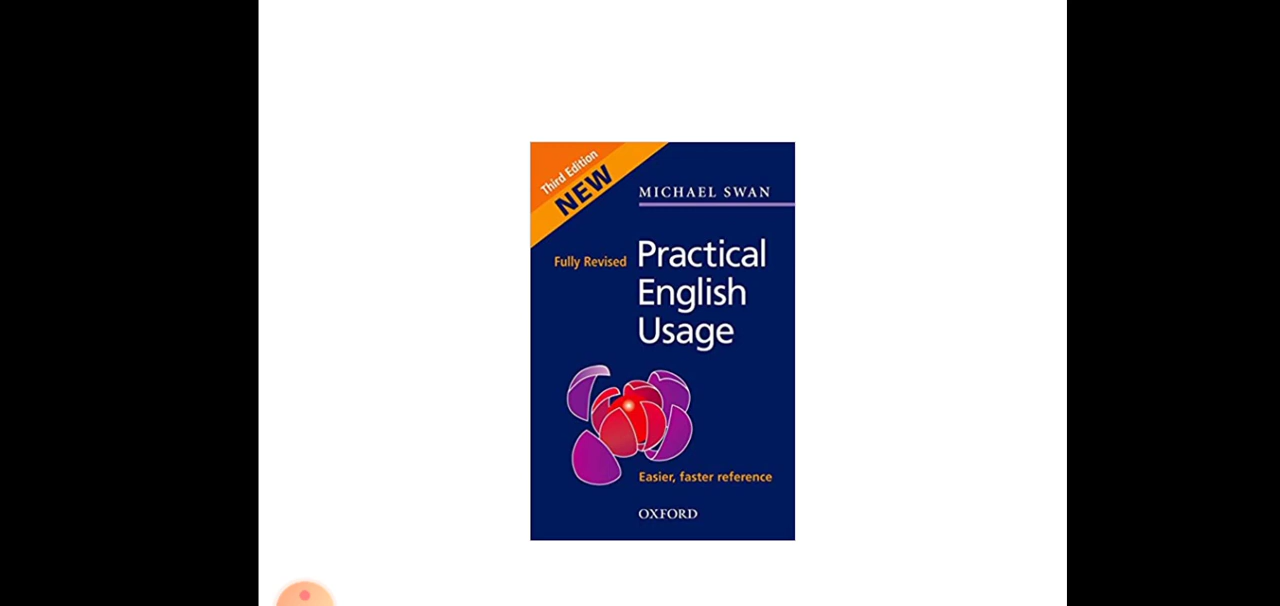 Third Edition
NEW
MICHAEL SWAN
Fully Revised
Practical
English
Usage
Easier, faster reference
OXFORD